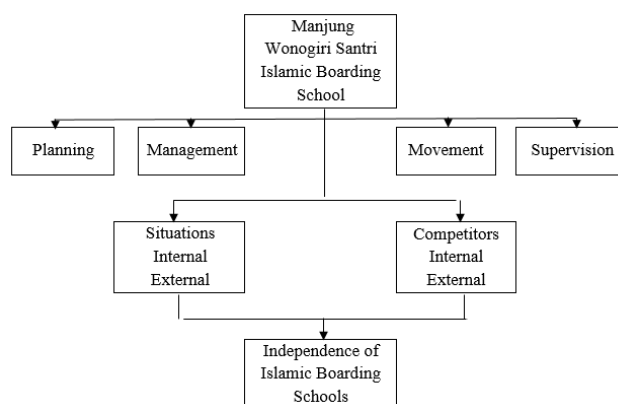 Manjung
Wonogiri Santri
Islamic Boarding
School
Planning
Management
Movement
Supervision
Situations
Internal
External
Competitors
Internal
External
Independence of
Islamic Boarding
Schools